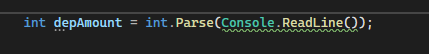 int depAmount = int.Parse(Console.ReadLine());